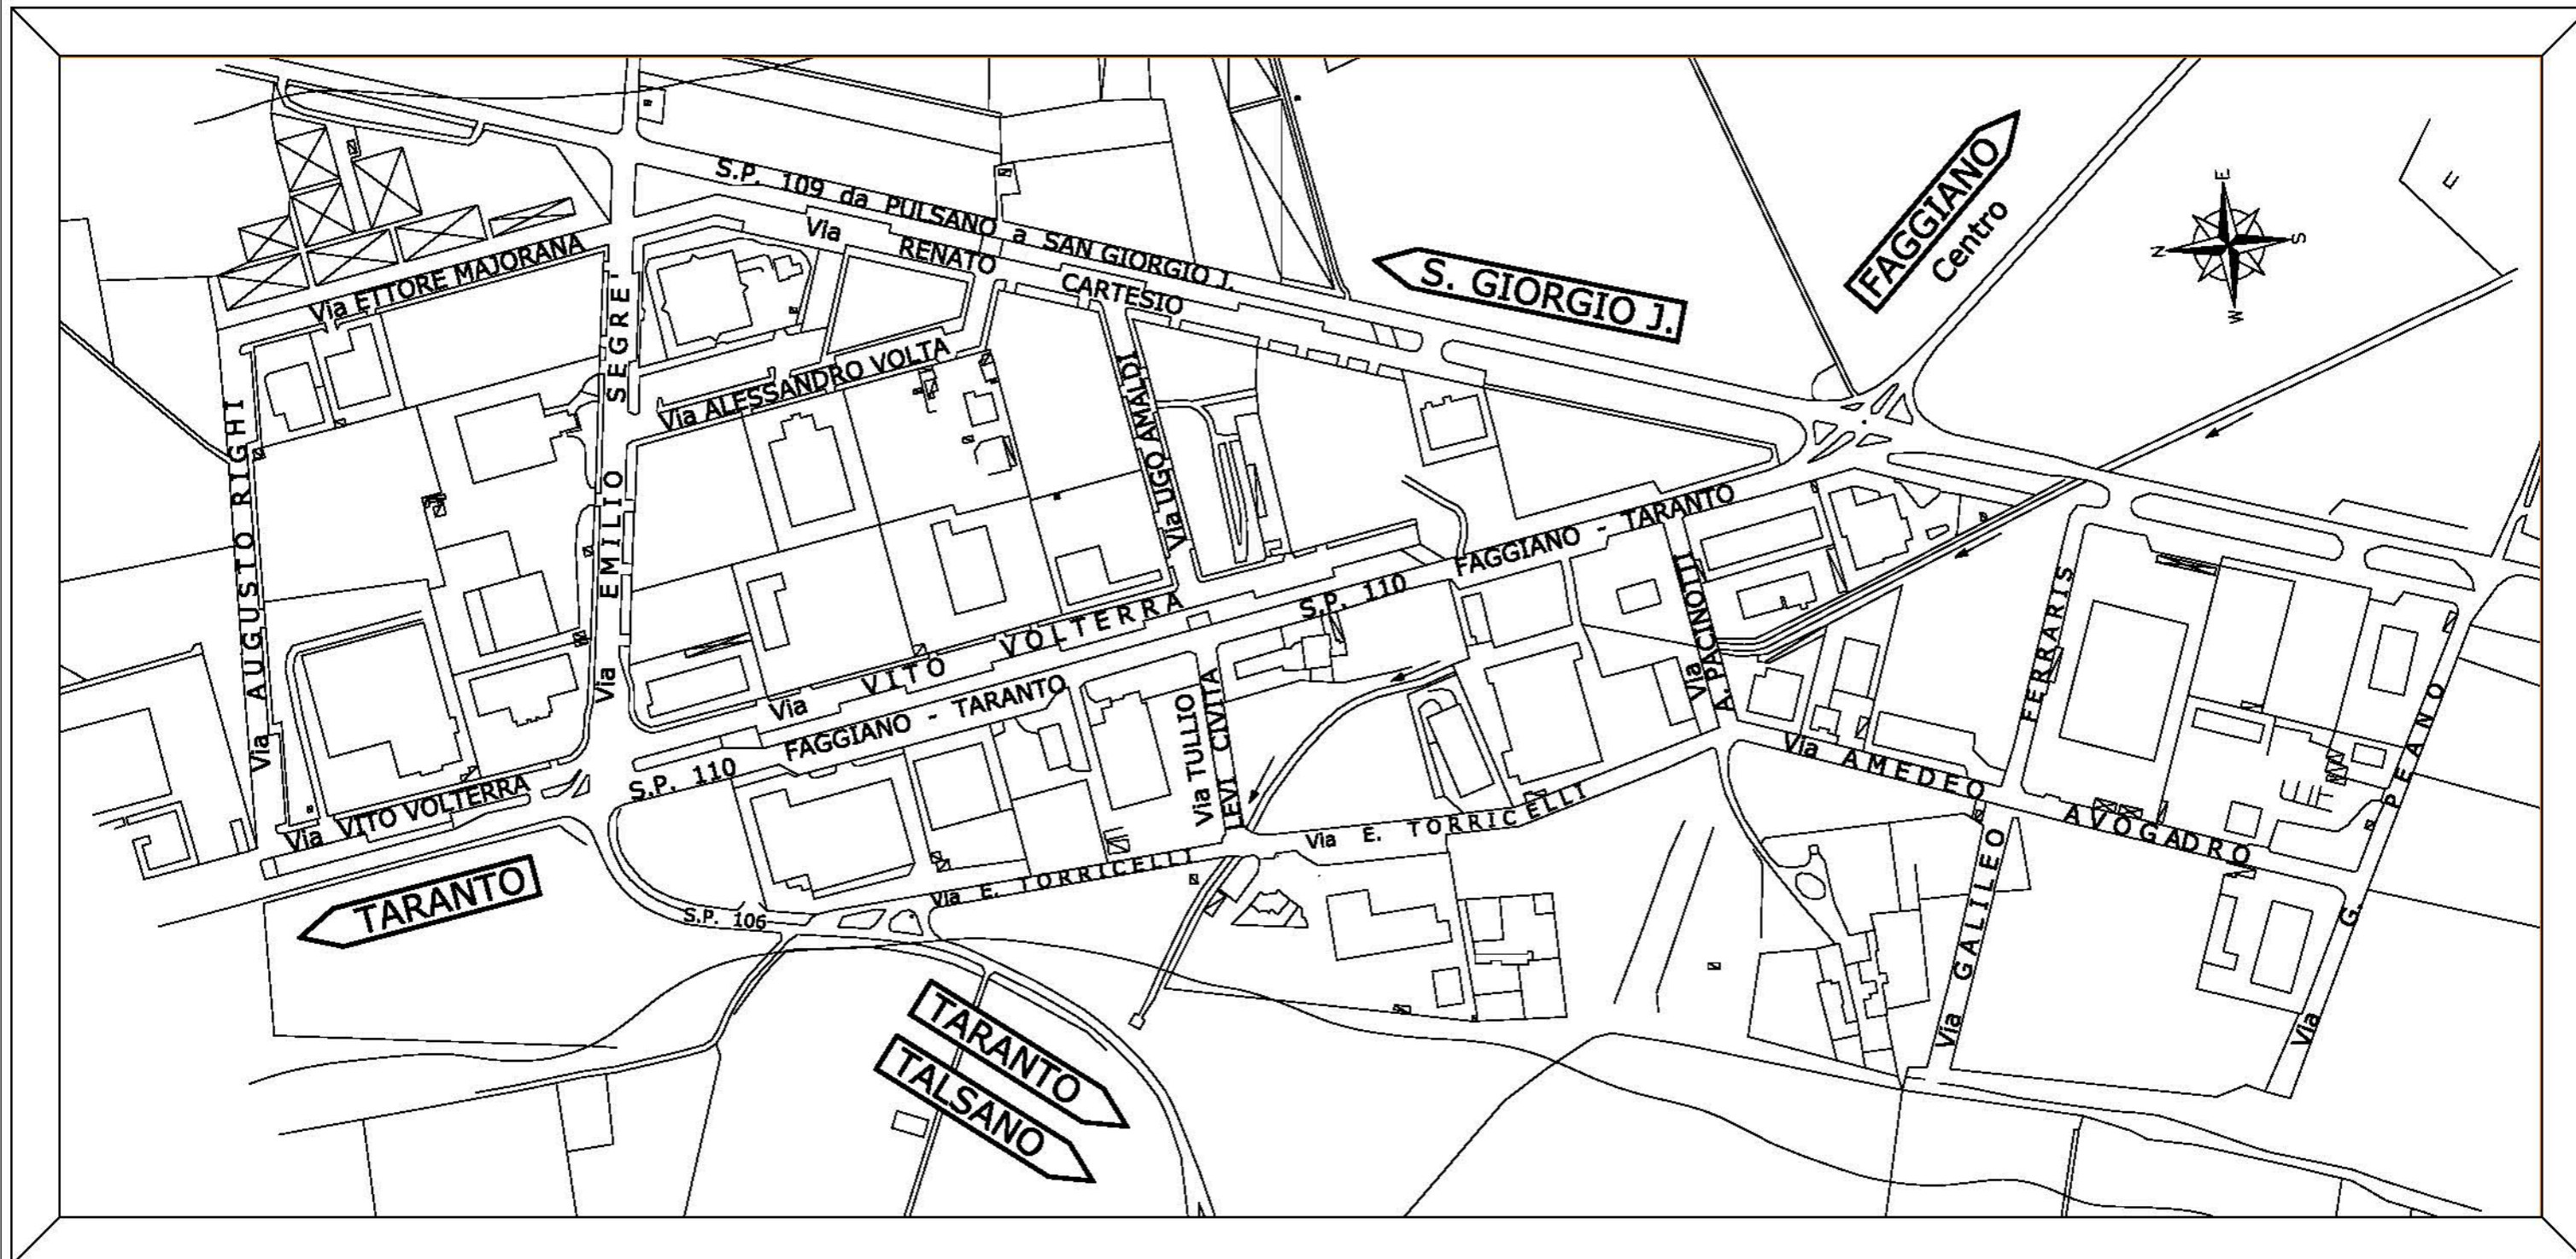 S.P. 109 da PULSANO a SAN GIORGIO J.
Via RENATO CARTESIO
S. GIORGIO J.
FAGGIANO
Centro
E
N
S
W
E
Via ETTORE MAJORANA
Via EMILIO SEGRE'
Via ALESSANDRO VOLTA
Via UGO AMALDI
Via AUGUSTO RIGHI
S.P. 110 FAGGIANO - TARANTO
Via A. PACINOTTI
Via VITO VOLTERRA
S.P. 110 FAGGIANO - TARANTO
Via VITO VOLTERRA
Via TULLIO
LEVI CIVITA
Via E. TORRICELLI
Via E. TORRICELLI
Via AMEDEO AVOGADRO
Via GALILEO FERRARIS
Via G. PEANO
TARANTO
S.P. 106
TARANTO
TALSANO